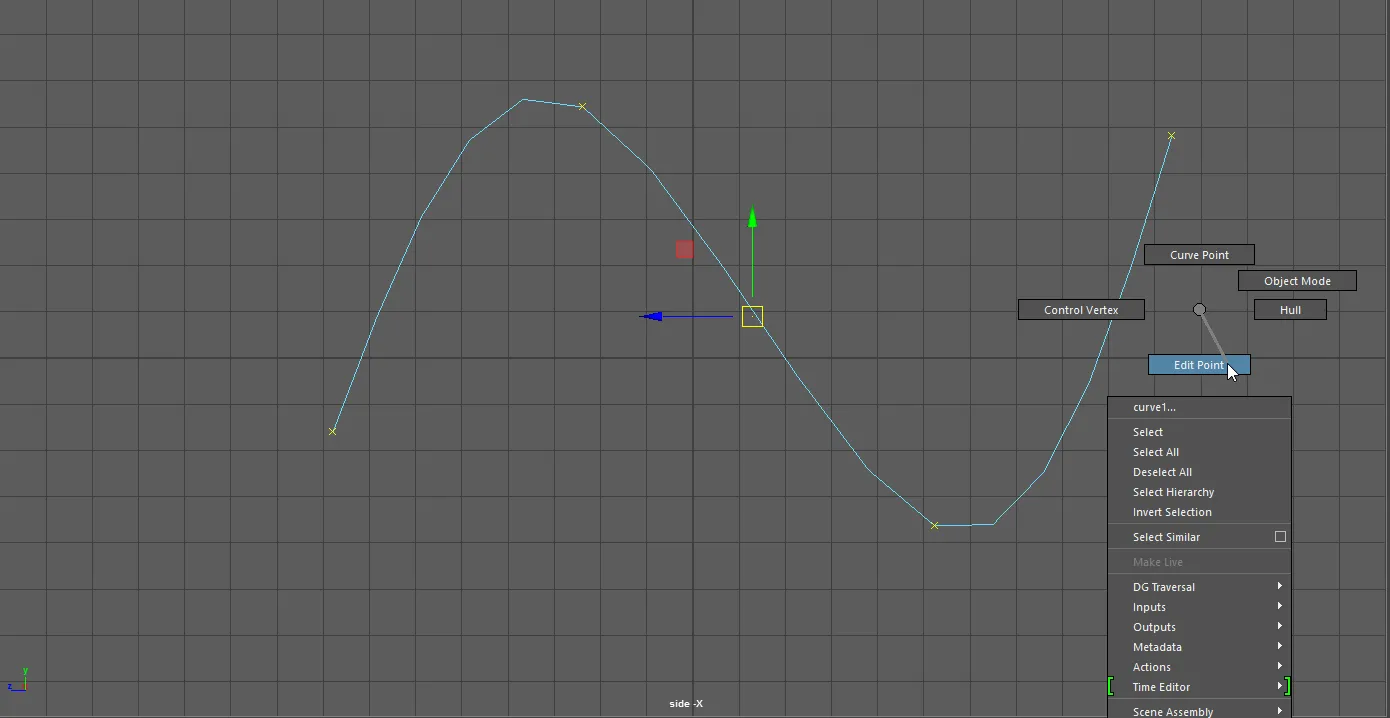 Curve Point
Object Mode
Control Vertex
Hull
Edit Point
curve1...
Select
Select All
Deselect All
Select Hierarchy
Invert Selection
Select Similar
Make Live
DG Traversal
Inputs
Outputs
Metadata
Actions
Time Editor
Scene Assembly
y
z
side -X